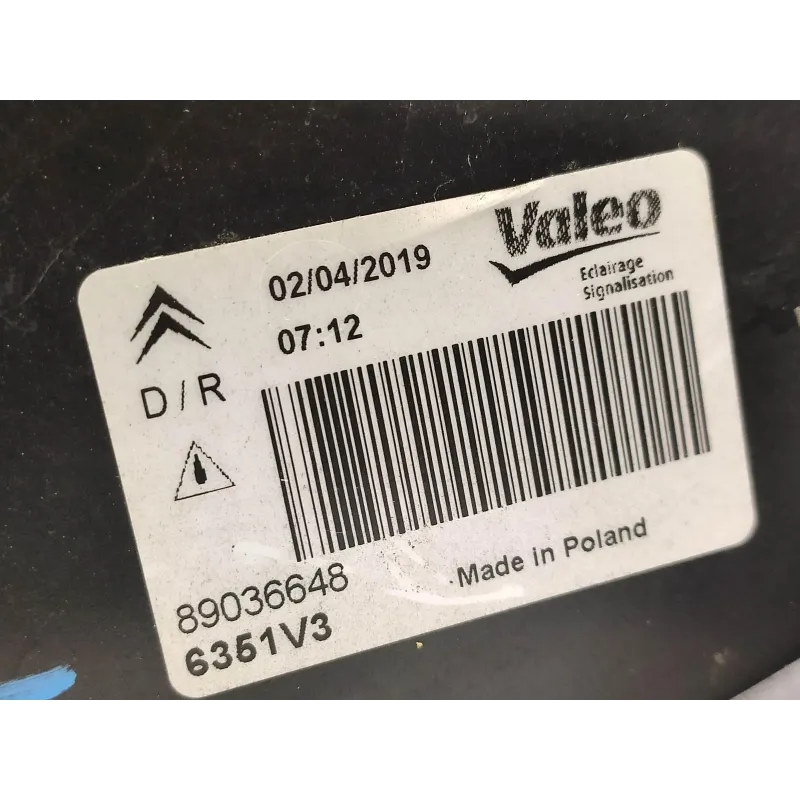 Valeo
Eclairage
Signalisation
02/04/2019
07:12
D/R
89036648
6351V3
Made in Poland